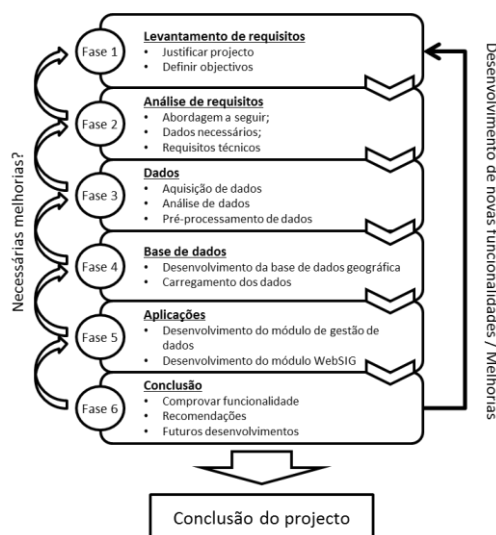 Necessárias melhorias?
Fase 1
Levantamento de requisitos
• Justificar projecto
• Definir objectivos
Fase 2
Análise de requisitos
• Abordagem a seguir;
• Dados necessários;
• Requisitos técnicos
Fase 3
Dados
• Aquisição de dados
• Análise de dados
• Pré-processamento de dados
Fase 4
Base de dados
• Desenvolvimento da base de dados geográfica
• Carregamento dos dados
Fase 5
Aplicações
• Desenvolvimento do módulo de gestão de
dados
• Desenvolvimento do módulo WebSIG
Fase 6
Conclusão
• Comprovar funcionalidade
• Recomendações
• Futuros desenvolvimentos
Desenvolvimento de novas funcionalidades / Melhorias
Conclusão do projecto